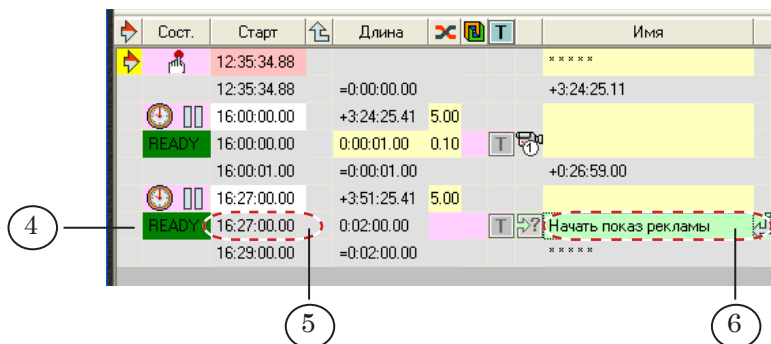 Сост. Старт Длина T Имя
12:35:34.88 * * * * *
12:35:34.88 =0:00:00.00 +3:24:25.11
16:00:00.00 +3:24:25.41 5.00
READY 16:00:00.00 0:00:01.00 0.10 T 1
16:00:01.00 =0:00:01.00 +0:26:59.00
16:27:00.00 +3:51:25.41 5.00
4 READY 16:27:00.00 0:02:00.00 T ? Начать показ рекламы
16:29:00.00 =0:02:00.00 * * * * *
5 6